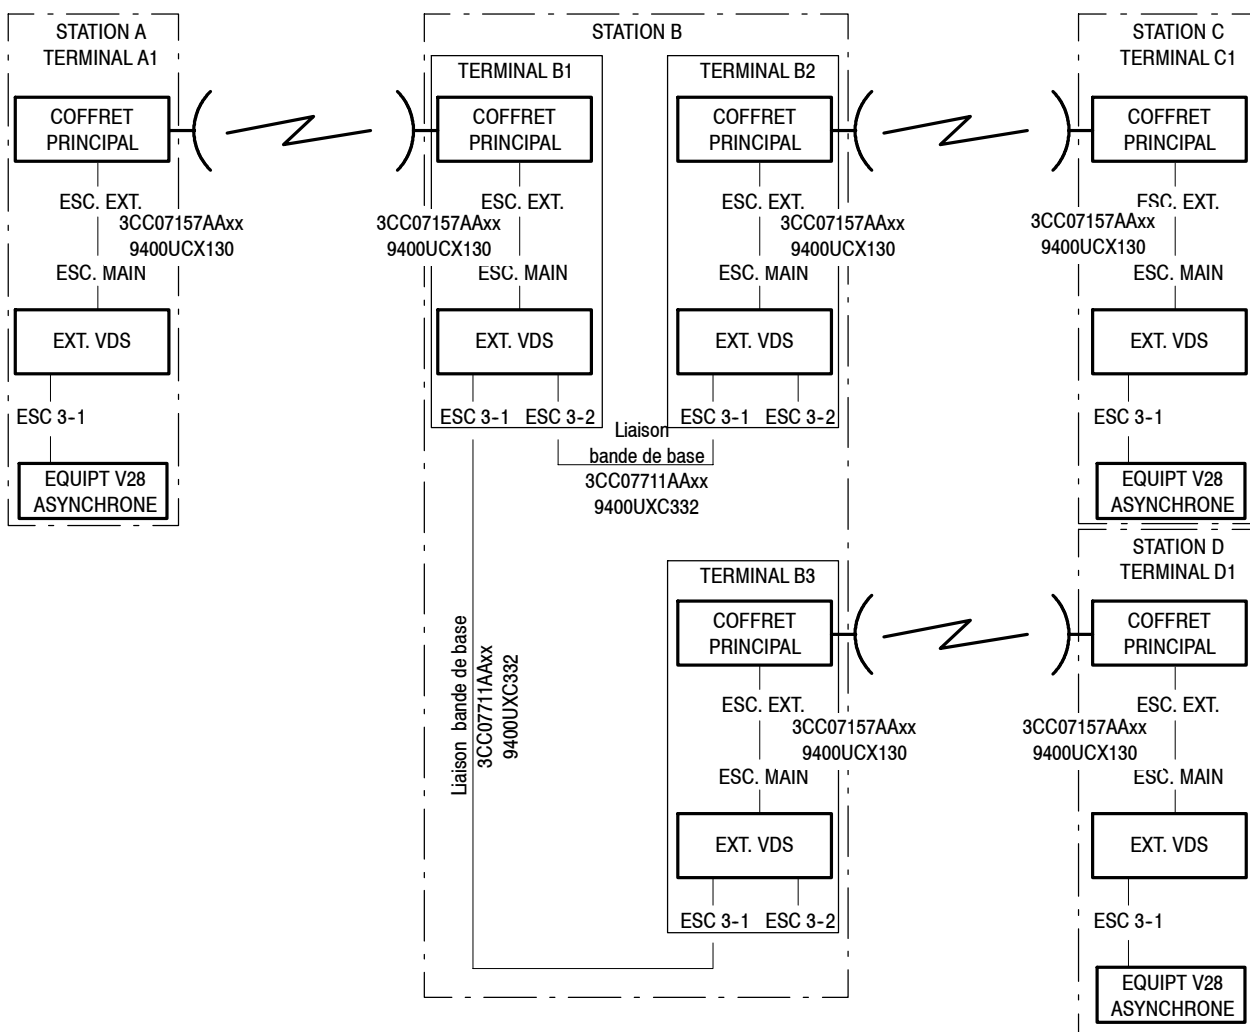 STATION A
TERMINAL A1
COFFRET
PRINCIPAL
ESC. EXT.
3CC07157AAxx
9400UCX130
ESC. MAIN
EXT. VDS
ESC 3-1
EQUIPT V28
ASYNCHRONE
STATION B
TERMINAL B1
COFFRET
PRINCIPAL
ESC. EXT.
3CC07157AAxx
9400UCX130
ESC. MAIN
EXT. VDS
ESC 3-1 ESC 3-2
TERMINAL B2
COFFRET
PRINCIPAL
ESC. EXT.
3CC07157AAxx
9400UCX130
ESC. MAIN
EXT. VDS
ESC 3-1 ESC 3-2
Liaison
bande de base
3CC07711AAxx
9400UXC332
Liaison bande de base
3CC07711AAxx
9400UXC332
TERMINAL B3
COFFRET
PRINCIPAL
ESC. EXT.
3CC07157AAxx
9400UCX130
ESC. MAIN
EXT. VDS
ESC 3-1 ESC 3-2
STATION C
TERMINAL C1
COFFRET
PRINCIPAL
ESC. EXT.
3CC07157AAxx
9400UCX130
ESC. MAIN
EXT. VDS
ESC 3-1
EQUIPT V28
ASYNCHRONE
STATION D
TERMINAL D1
COFFRET
PRINCIPAL
ESC. EXT.
3CC07157AAxx
9400UCX130
ESC. MAIN
EXT. VDS
ESC 3-1
EQUIPT V28
ASYNCHRONE